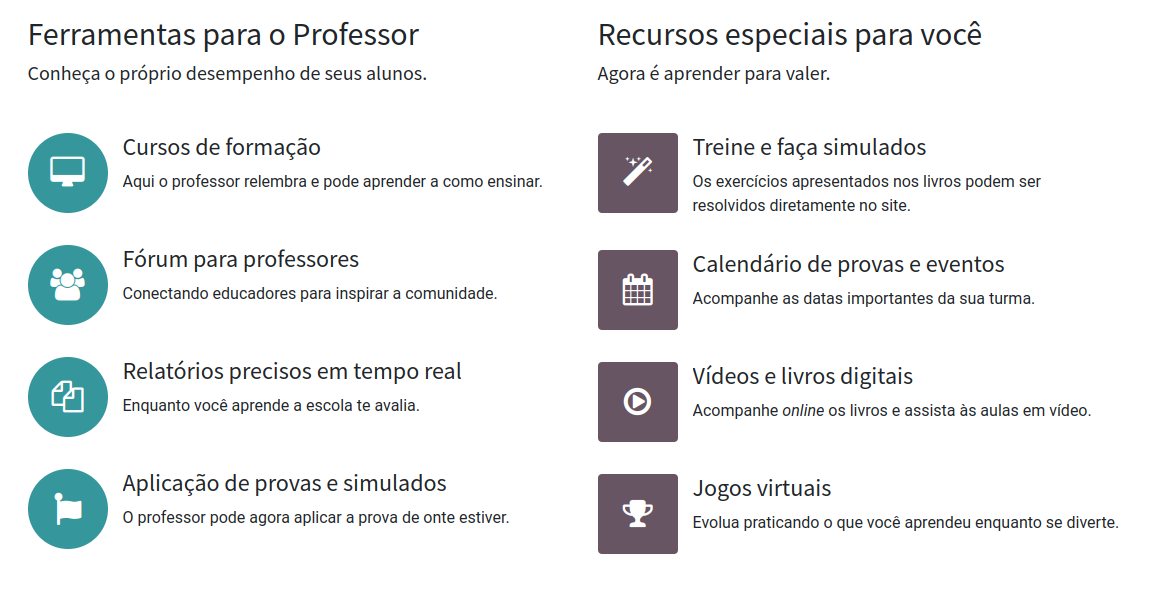 Ferramentas para o Professor
Conheça o próprio desempenho de seus alunos.
Cursos de formação
Aqui o professor relembra e pode aprender a como ensinar.
Fórum para professores
Conectando educadores para inspirar a comunidade.
Relatórios precisos em tempo real
Enquanto você aprende a escola te avalia.
Aplicação de provas e simulados
O professor pode agora aplicar a prova de onte estiver.
Recursos especiais para você
Agora é aprender para valer.
Treine e faça simulados
Os exercícios apresentados nos livros podem ser
resolvidos diretamente no site.
Calendário de provas e eventos
Acompanhe as datas importantes da sua turma.
Vídeos e livros digitais
Acompanhe online os livros e assista às aulas em vídeo.
Jogos virtuais
Evolua praticando o que você aprendeu enquanto se diverte.